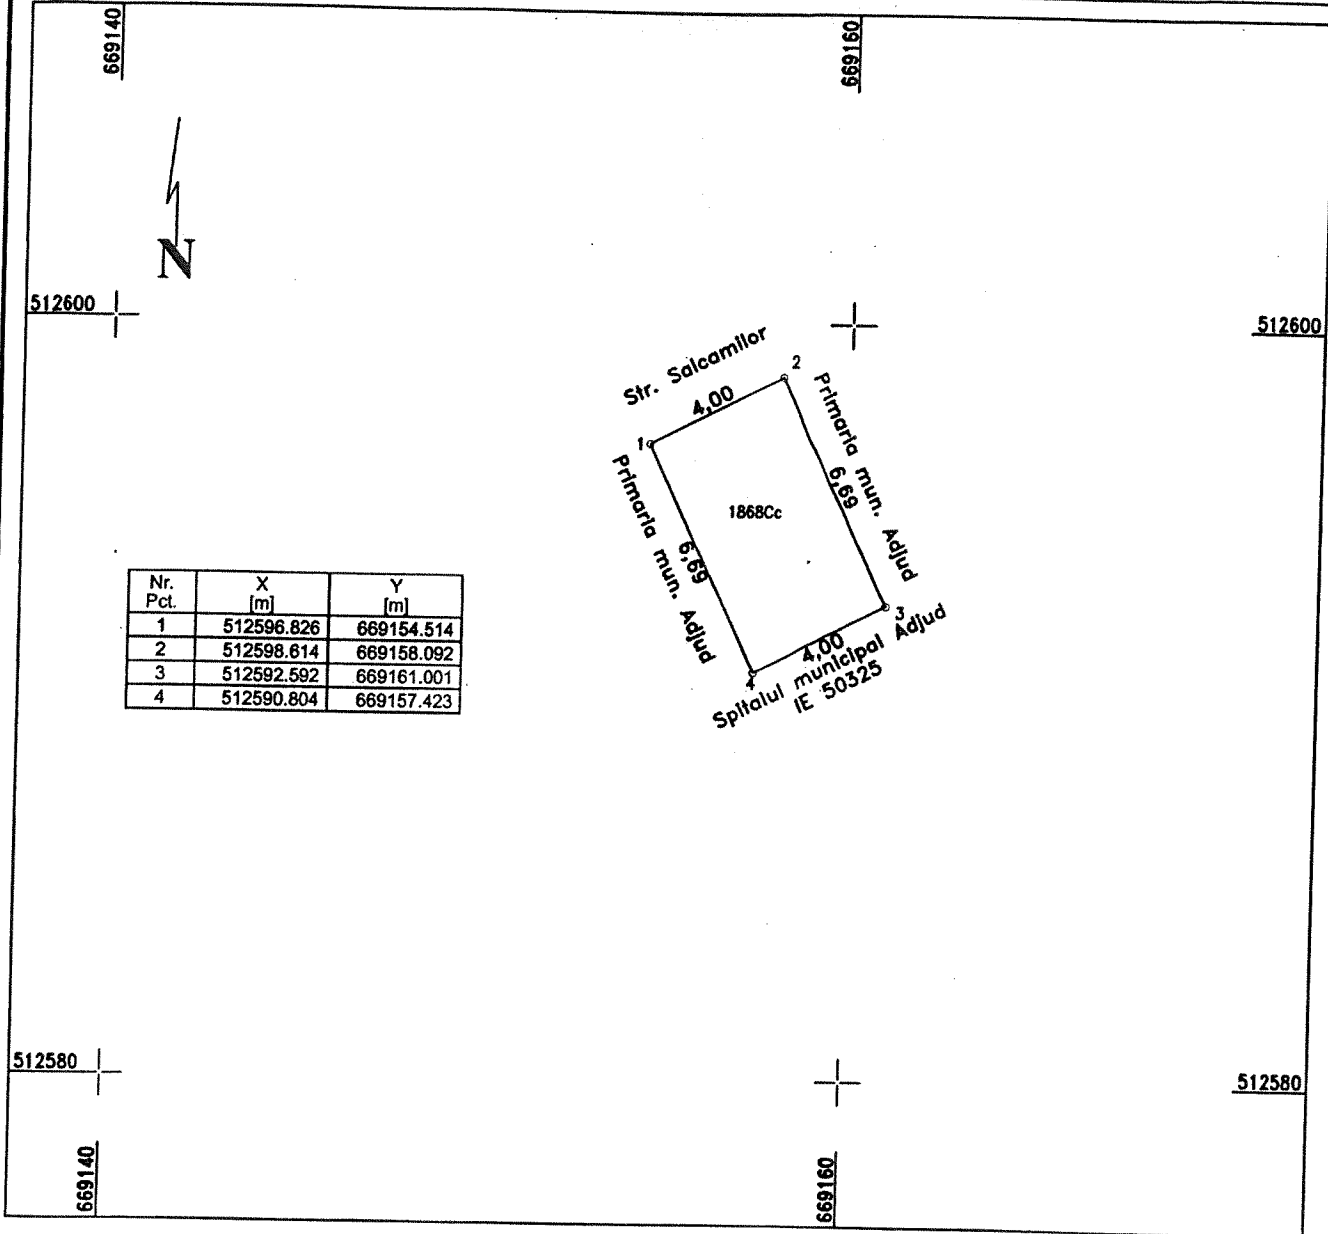 669140
669160
N
512600
512600
Str. Salcamilor
2
4,00
1
Primaria mun. Adjud
6,69
1868Cc
Primaria mun. Adjud
6,69
Nr. Pct. X [m] Y [m]
1 512596.826 669154.514
2 512598.614 669158.092
3 512592.592 669161.001
4 512590.804 669157.423
3
4,00
4
Spitalul municipal Adjud
IE 50325
512580
512580
669140
669160